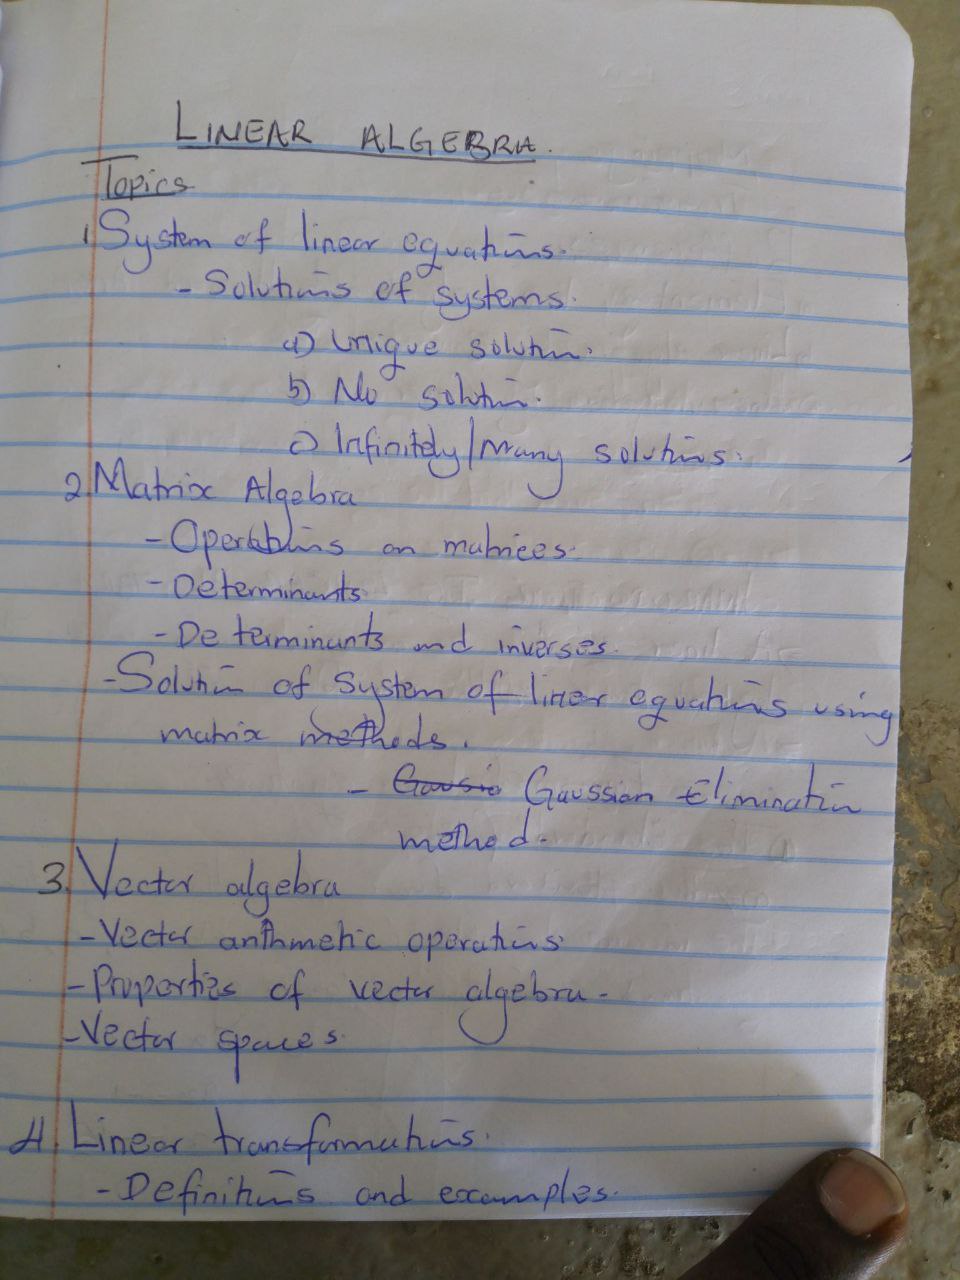 LINEAR ALGEBRA.
Topics
1 System of linear equations.
- Solutions of systems.
a) Unique solution.
b) No solution.
c) Infinitely/Many solutions.
2. Matrix Algebra
- Operations on matrices.
- Determinants.
- Determinants and inverses.
- Solution of system of linear equations using
matrix methods.
- Gaussian Elimination
method.
3. Vector algebra
- Vector arithmetic operations
- Properties of vector algebra.
- Vector spaces.
4. Linear transformations.
- Definitions and examples.